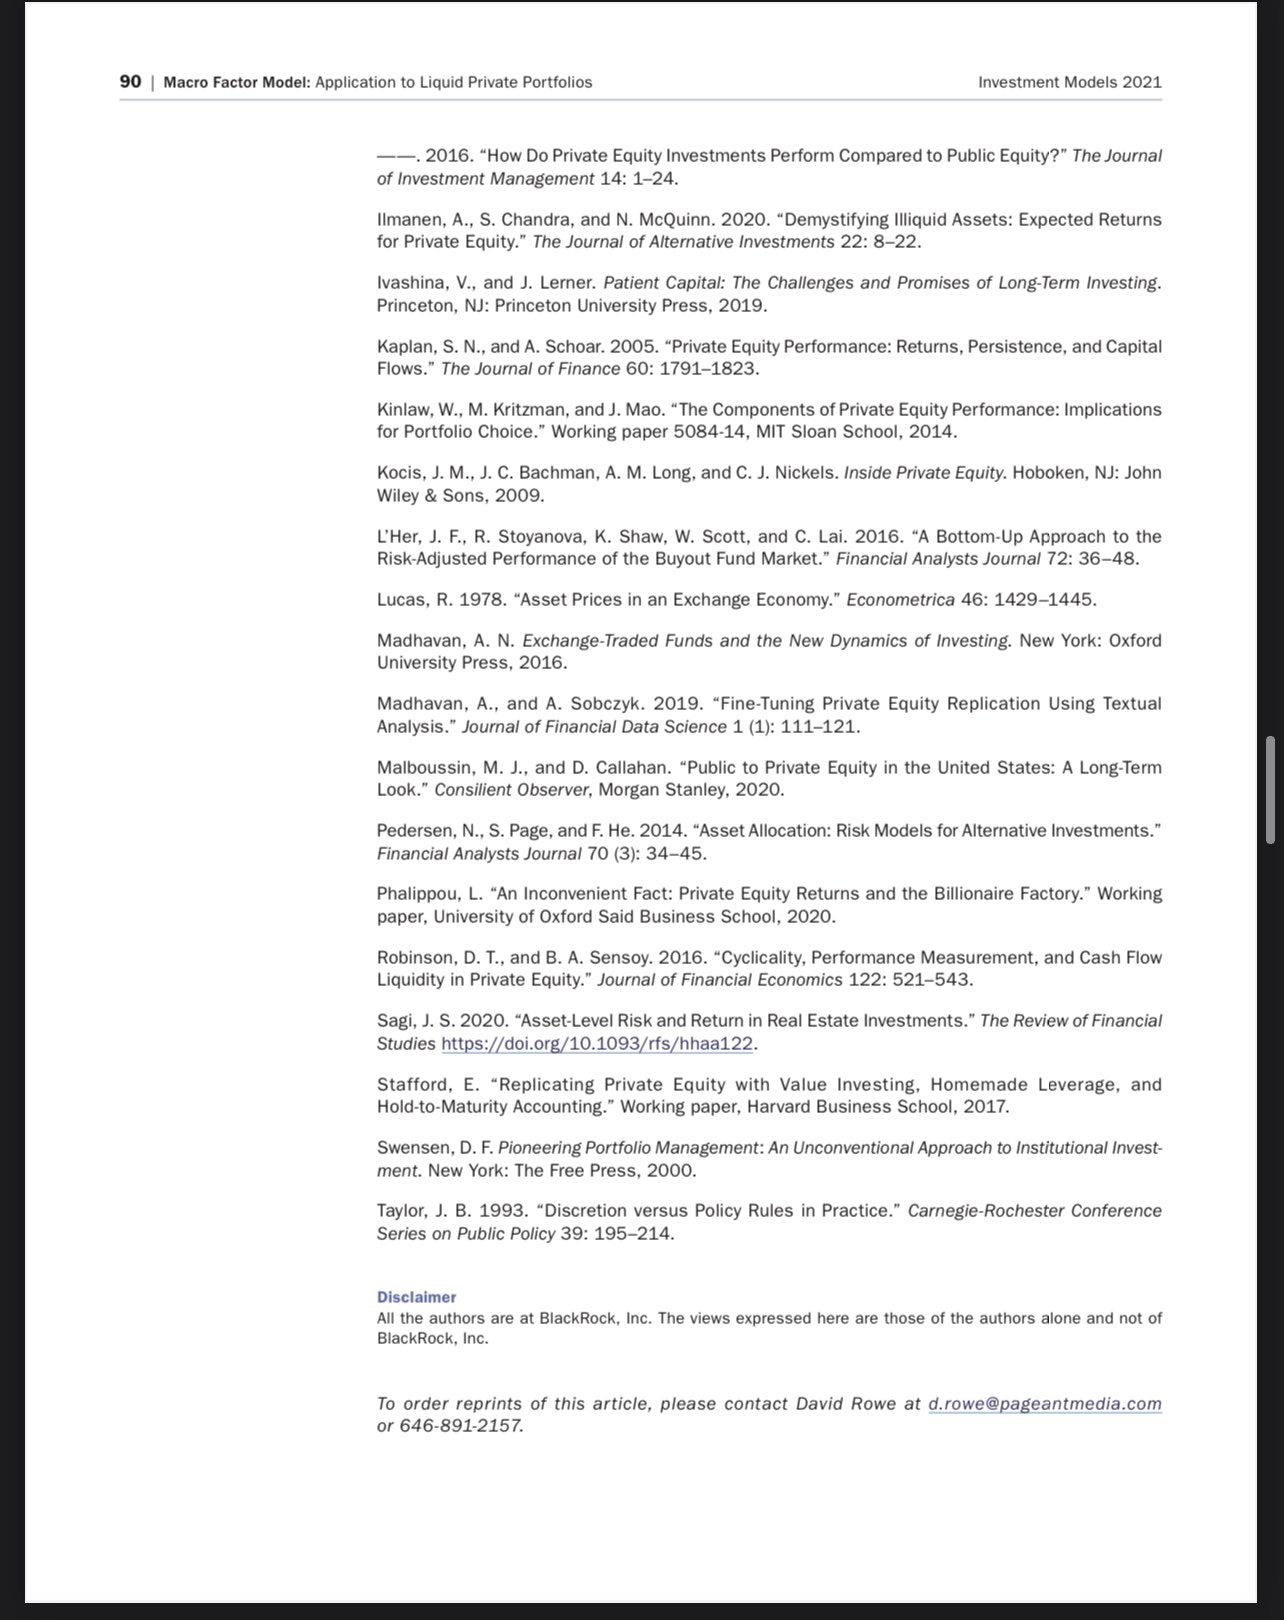 90 | Macro Factor Model: Application to Liquid Private Portfolios Investment Models 2021
——. 2016. “How Do Private Equity Investments Perform Compared to Public Equity?” The Journal
of Investment Management 14: 1–24.
Ilmanen, A., S. Chandra, and N. McQuinn. 2020. “Demystifying Illiquid Assets: Expected Returns
for Private Equity.” The Journal of Alternative Investments 22: 8–22.
Ivashina, V., and J. Lerner. Patient Capital: The Challenges and Promises of Long-Term Investing.
Princeton, NJ: Princeton University Press, 2019.
Kaplan, S. N., and A. Schoar. 2005. “Private Equity Performance: Returns, Persistence, and Capital
Flows.” The Journal of Finance 60: 1791–1823.
Kinlaw, W., M. Kritzman, and J. Mao. “The Components of Private Equity Performance: Implications
for Portfolio Choice.” Working paper 5084-14, MIT Sloan School, 2014.
Kocis, J. M., J. C. Bachman, A. M. Long, and C. J. Nickels. Inside Private Equity. Hoboken, NJ: John
Wiley & Sons, 2009.
L’Her, J. F., R. Stoyanova, K. Shaw, W. Scott, and C. Lai. 2016. “A Bottom-Up Approach to the
Risk-Adjusted Performance of the Buyout Fund Market.” Financial Analysts Journal 72: 36–48.
Lucas, R. 1978. “Asset Prices in an Exchange Economy.” Econometrica 46: 1429–1445.
Madhavan, A. N. Exchange-Traded Funds and the New Dynamics of Investing. New York: Oxford
University Press, 2016.
Madhavan, A., and A. Sobczyk. 2019. “Fine-Tuning Private Equity Replication Using Textual
Analysis.” Journal of Financial Data Science 1 (1): 111–121.
Malboussin, M. J., and D. Callahan. “Public to Private Equity in the United States: A Long-Term
Look.” Consilient Observer, Morgan Stanley, 2020.
Pedersen, N., S. Page, and F. He. 2014. “Asset Allocation: Risk Models for Alternative Investments.”
Financial Analysts Journal 70 (3): 34–45.
Phalippou, L. “An Inconvenient Fact: Private Equity Returns and the Billionaire Factory.” Working
paper, University of Oxford Said Business School, 2020.
Robinson, D. T., and B. A. Sensoy. 2016. “Cyclicality, Performance Measurement, and Cash Flow
Liquidity in Private Equity.” Journal of Financial Economics 122: 521–543.
Sagi, J. S. 2020. “Asset-Level Risk and Return in Real Estate Investments.” The Review of Financial
Studies https://doi.org/10.1093/rfs/hhaa122.
Stafford, E. “Replicating Private Equity with Value Investing, Homemade Leverage, and
Hold-to-Maturity Accounting.” Working paper, Harvard Business School, 2017.
Swensen, D. F. Pioneering Portfolio Management: An Unconventional Approach to Institutional Invest-
ment. New York: The Free Press, 2000.
Taylor, J. B. 1993. “Discretion versus Policy Rules in Practice.” Carnegie-Rochester Conference
Series on Public Policy 39: 195–214.
Disclaimer
All the authors are at BlackRock, Inc. The views expressed here are those of the authors alone and not of
BlackRock, Inc.
To order reprints of this article, please contact David Rowe at d.rowe@pageantmedia.com
or 646-891-2157.